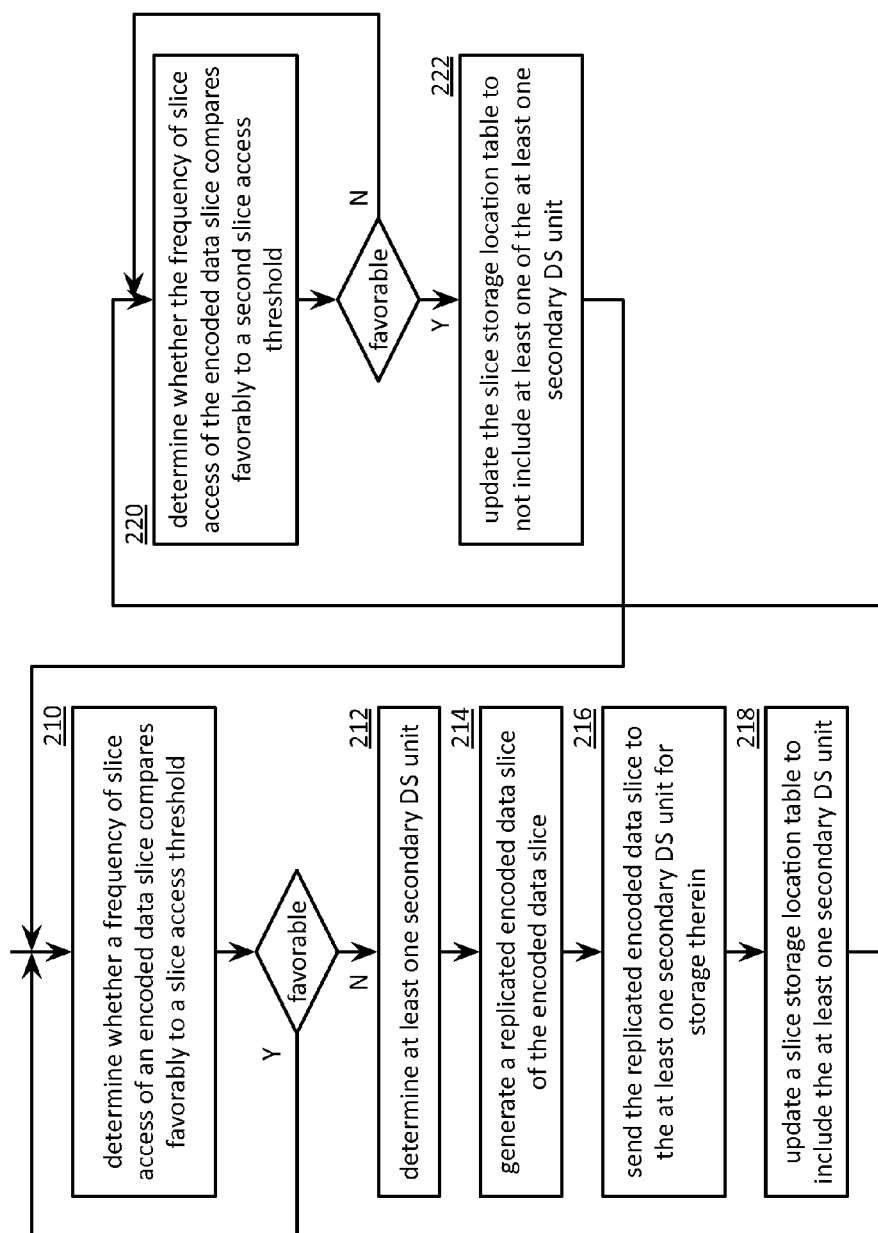 210
determine whether a frequency of slice
access of an encoded data slice compares
favorably to a slice access threshold
favorable
Y
N
212
determine at least one secondary DS unit
214
generate a replicated encoded data slice
of the encoded data slice
216
send the replicated encoded data slice to
the at least one secondary DS unit for
storage therein
218
update a slice storage location table to
include the at least one secondary DS unit
220
determine whether the frequency of slice
access of the encoded data slice compares
favorably to a second slice access
threshold
favorable
N
Y
222
update the slice storage location table to
not include at least one of the at least one
secondary DS unit